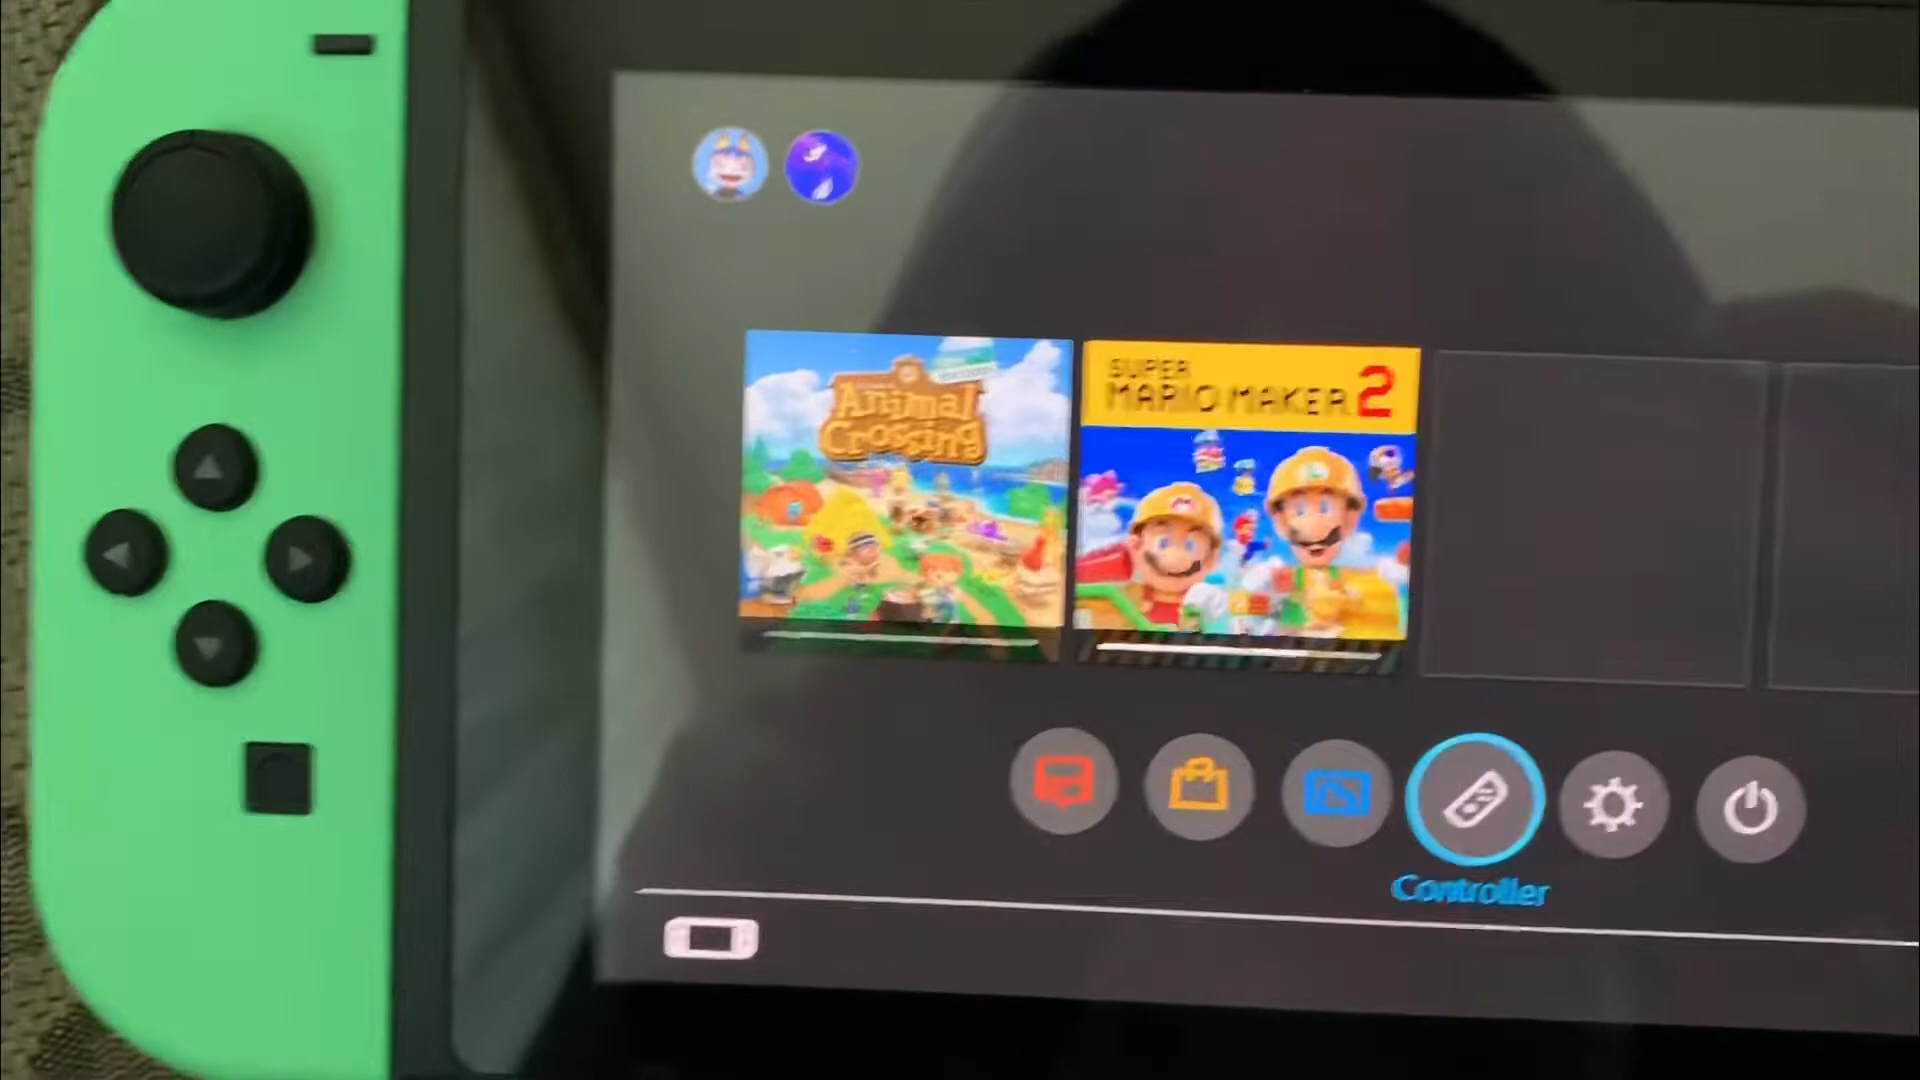 Animal
Crossing
SUPER
MARIO MAKER 2
Controller